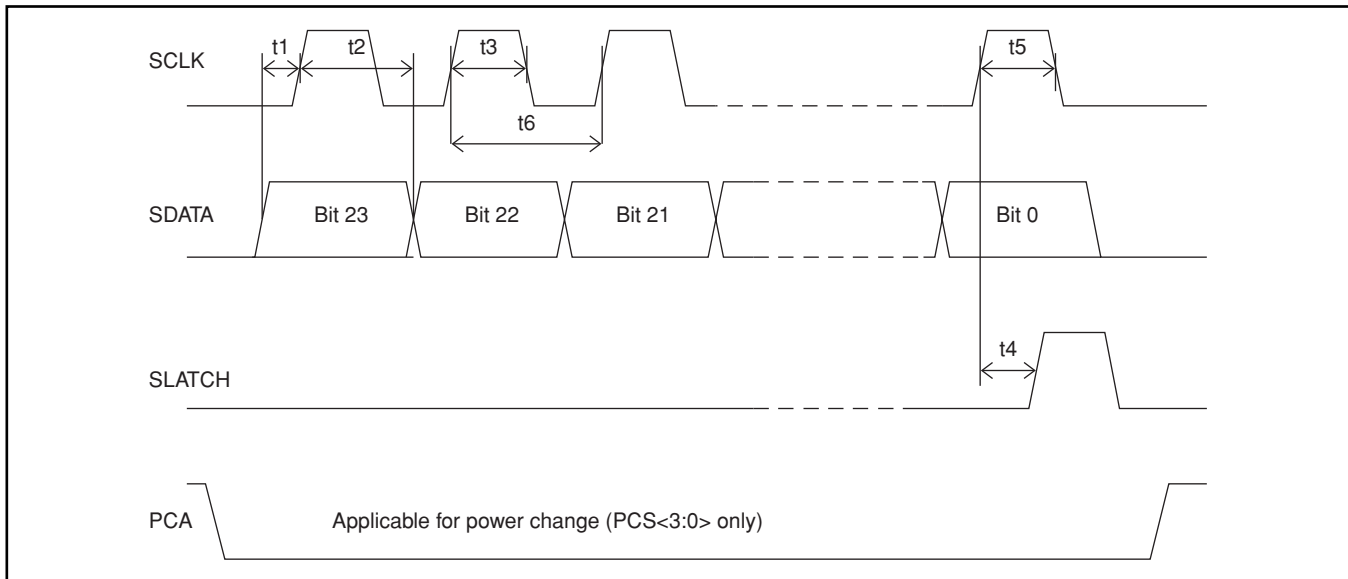 SCLK
t1
t2
t3
t5
t6
SDATA
Bit 23
Bit 22
Bit 21
Bit 0
SLATCH
t4
PCA
Applicable for power change (PCS<3:0> only)